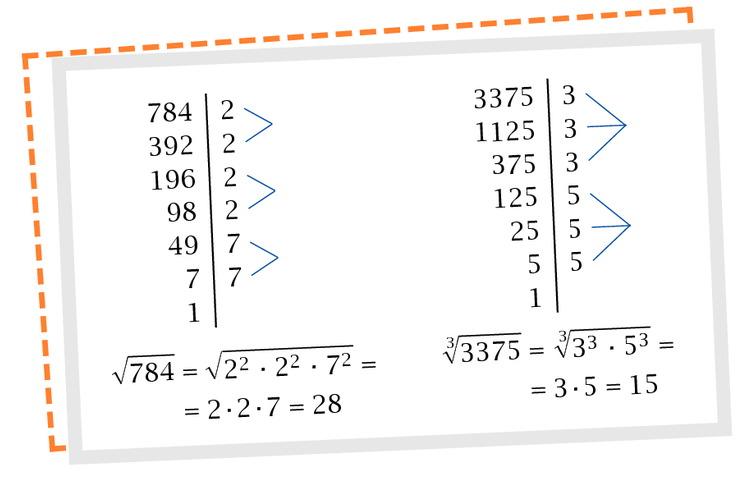 784 | 2
392 | 2
196 | 2
98 | 2
49 | 7
7 | 7
1 |
√784 = √2² · 2² · 7² =
= 2 · 2 · 7 = 28
3375 | 3
1125 | 3
375 | 3
125 | 5
25 | 5
5 | 5
1 |
∛3375 = ∛3³ · 5³ =
= 3 · 5 = 15